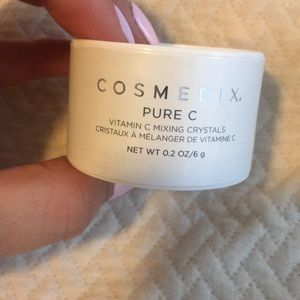 COSMEDIX.
PURE C
VITAMIN C MIXING CRYSTALS
CRISTAUX À MÉLANGER DE VITAMINE C
NET WT 0.2 OZ/6 g